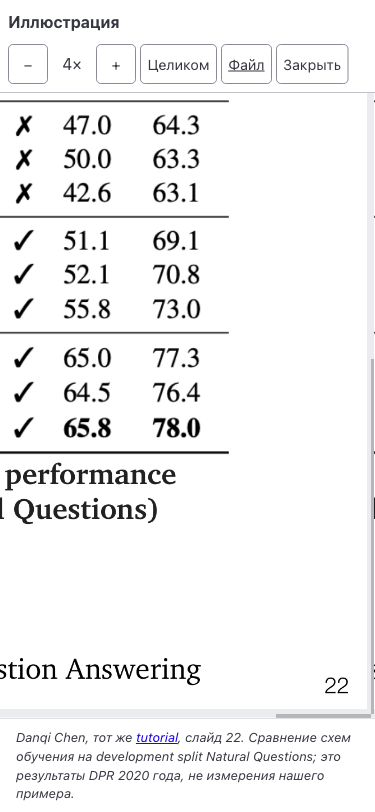 Иллюстрация
− 4× + Целиком Файл Закрыть
✗ 47.0 64.3
✗ 50.0 63.3
✗ 42.6 63.1
✓ 51.1 69.1
✓ 52.1 70.8
✓ 55.8 73.0
✓ 65.0 77.3
✓ 64.5 76.4
✓ 65.8 78.0
performance
l Questions)
stion Answering
22
Danqi Chen, тот же tutorial, слайд 22. Сравнение схем
обучения на development split Natural Questions; это
результаты DPR 2020 года, не измерения нашего
примера.